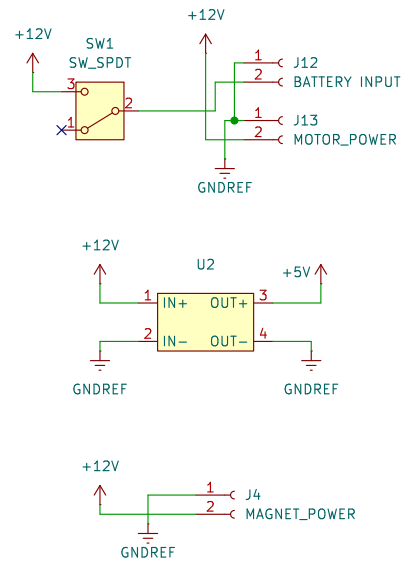 +12V
+12V
SW1
SW_SPDT
3
2
1
1 J12
2 BATTERY INPUT
1 J13
2 MOTOR_POWER
GNDREF
+12V
U2
+5V
1 IN+ OUT+ 3
2 IN- OUT- 4
GNDREF
GNDREF
+12V
1 J4
2 MAGNET_POWER
GNDREF